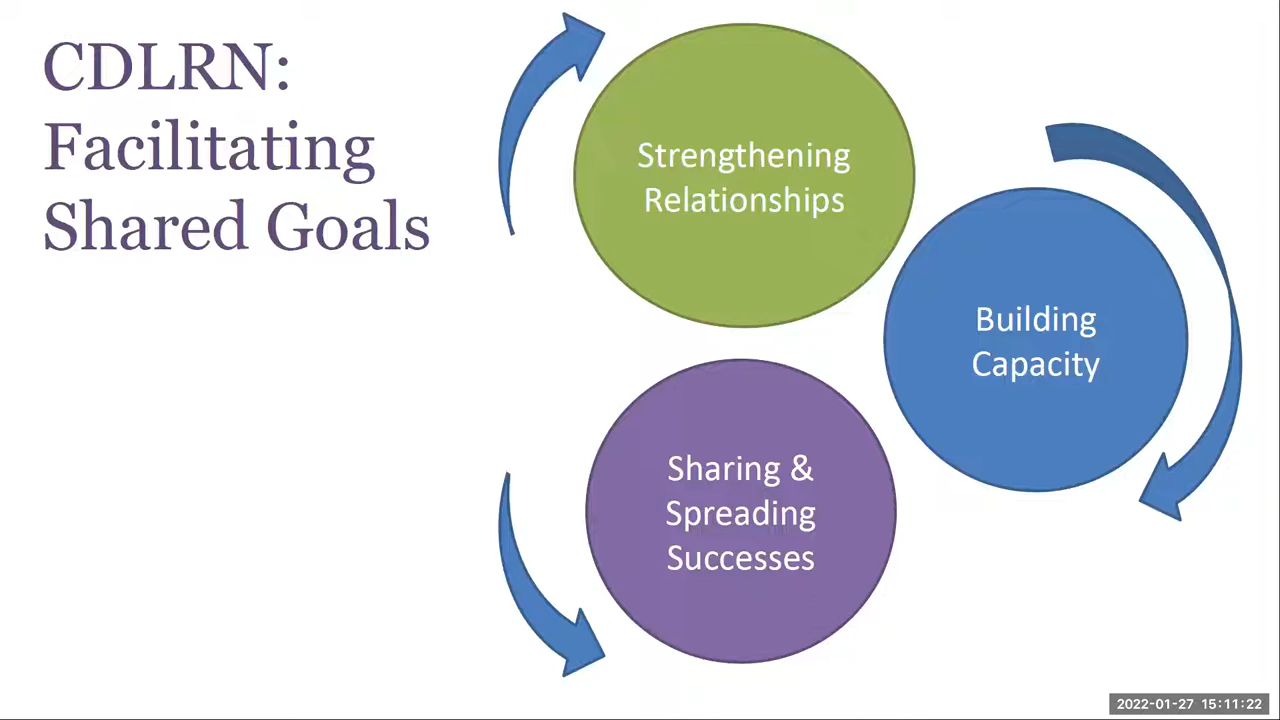 CDLRN:
Facilitating
Shared Goals
Strengthening
Relationships
Building
Capacity
Sharing &
Spreading
Successes
2022-01-27 15:11:22